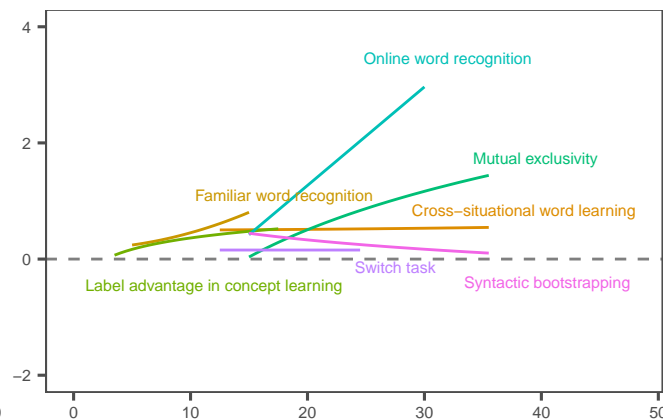 4
Online word recognition
2
Mutual exclusivity
Familiar word recognition
Cross−situational word learning
0
Switch task
Label advantage in concept learning
Syntactic bootstrapping
−2
0 10 20 30 40 50